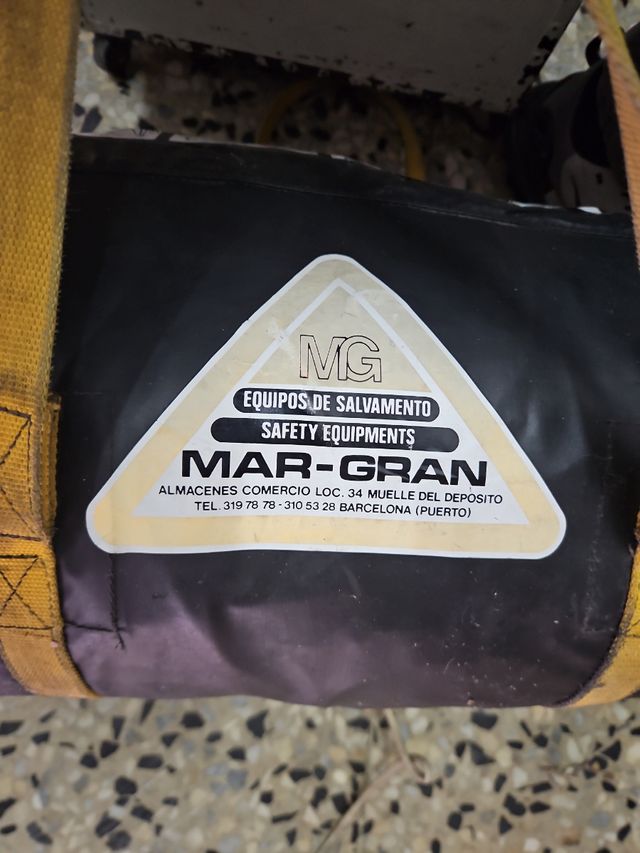 MG
EQUIPOS DE SALVAMENTO
SAFETY EQUIPMENTS
MAR-GRAN
ALMACENES COMERCIO LOC. 34 MUELLE DEL DEPOSITO
TEL. 319 78 78 - 310 53 28 BARCELONA (PUERTO)